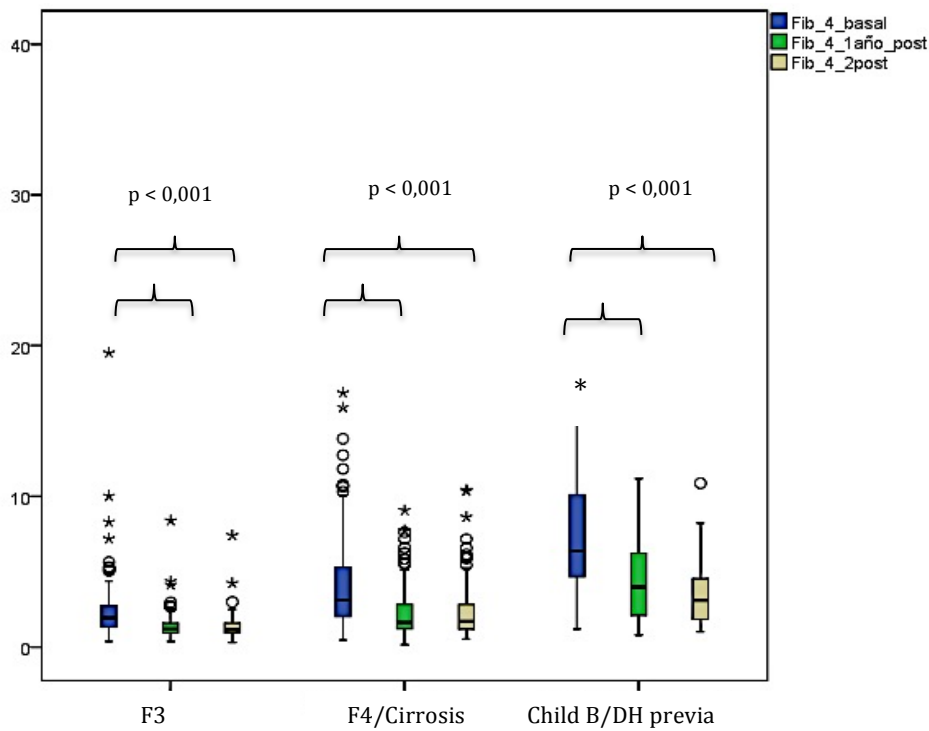 Fib_4_basal
Fib_4_1año_post
Fib_4_2post
40
30
20
10
0
p < 0,001
p < 0,001
p < 0,001
F3
F4/Cirrosis
Child B/DH previa